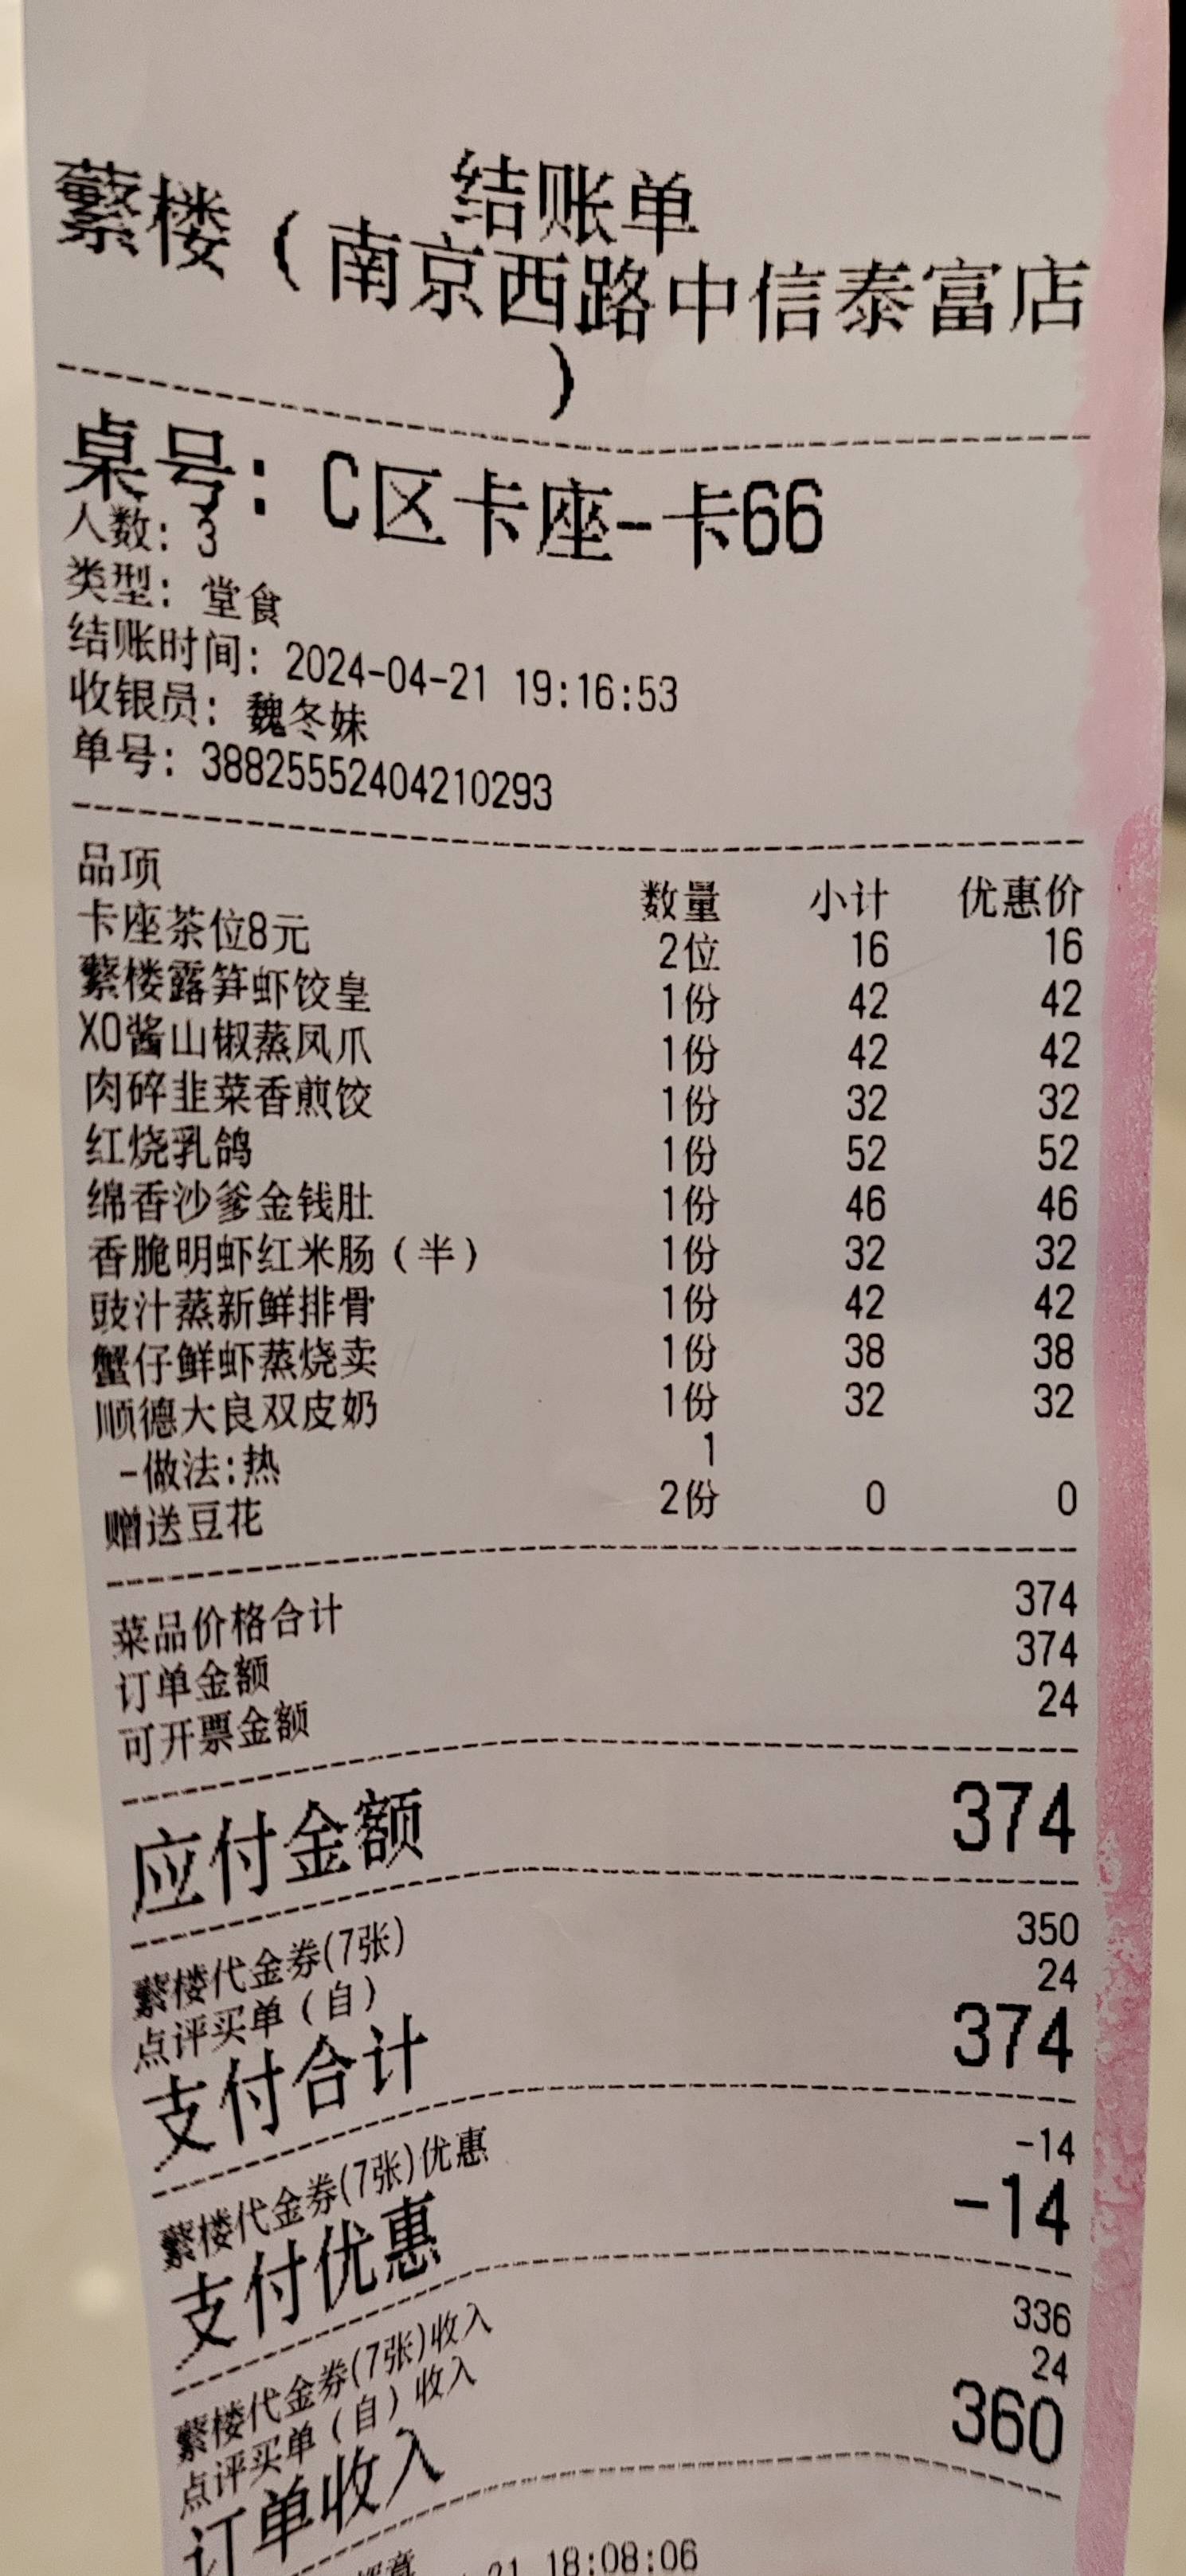 结账单
蘩楼（南京西路中信泰富店
）
桌号：C区卡座-卡66
人数：3
类型：堂食
结账时间：2024-04-21 19:16:53
收银员：魏冬妹
单号：38825552404210293
品项 数量 小计 优惠价
卡座茶位8元 2位 16 16
蘩楼露笋虾饺皇 1份 42 42
XO酱山椒蒸凤爪 1份 42 42
肉碎韭菜香煎饺 1份 32 32
红烧乳鸽 1份 52 52
绵香沙爹金钱肚 1份 46 46
香脆明虾红米肠（半） 1份 32 32
豉汁蒸新鲜排骨 1份 42 42
蟹仔鲜虾蒸烧卖 1份 38 38
顺德大良双皮奶 1份 32 32
-做法:热 1
赠送豆花 2份 0 0
菜品价格合计 374
订单金额 374
可开票金额 24
应付金额 374
蘩楼代金券(7张) 350
点评买单（自） 24
支付合计 374
蘩楼代金券(7张)优惠 -14
支付优惠 -14
蘩楼代金券(7张)收入 336
点评买单（自）收入 24
订单收入 360
21 18:08:06